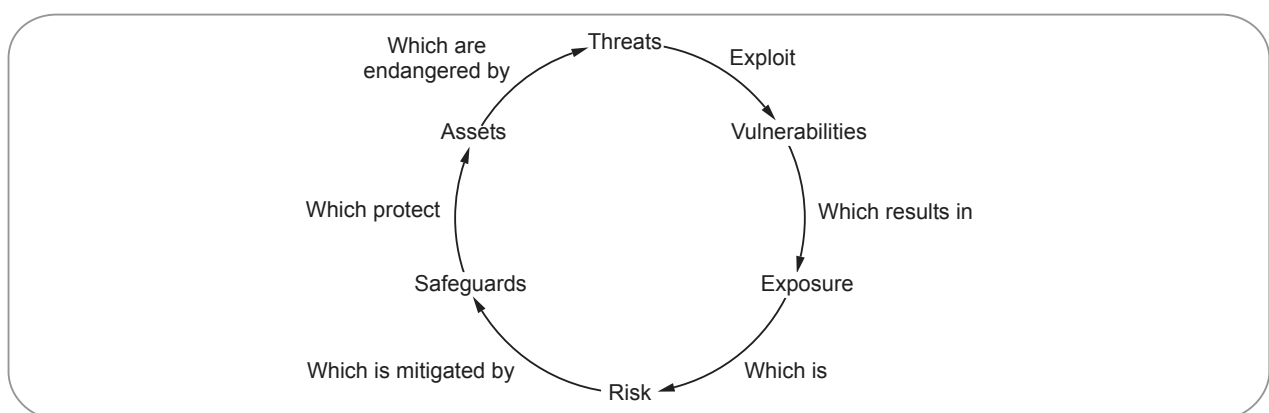 Threats
Which are
endangered by
Exploit
Assets
Vulnerabilities
Which protect
Which results in
Safeguards
Exposure
Which is mitigated by
Which is
Risk